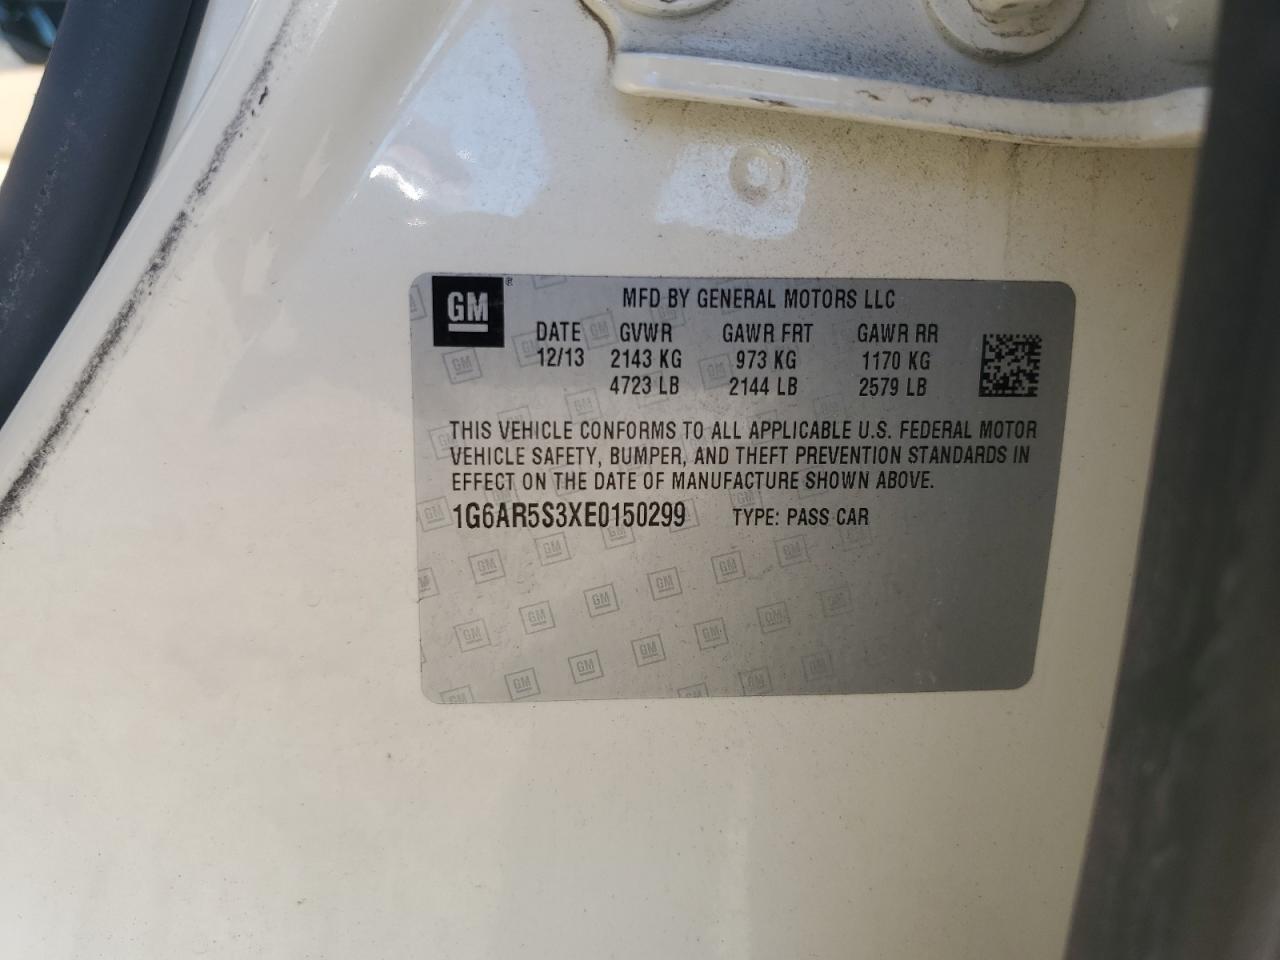 GM ®
MFD BY GENERAL MOTORS LLC
DATE GVWR GAWR FRT GAWR RR
12/13 2143 KG 973 KG 1170 KG
4723 LB 2144 LB 2579 LB
THIS VEHICLE CONFORMS TO ALL APPLICABLE U.S. FEDERAL MOTOR
VEHICLE SAFETY, BUMPER, AND THEFT PREVENTION STANDARDS IN
EFFECT ON THE DATE OF MANUFACTURE SHOWN ABOVE.
1G6AR5S3XE0150299 TYPE: PASS CAR